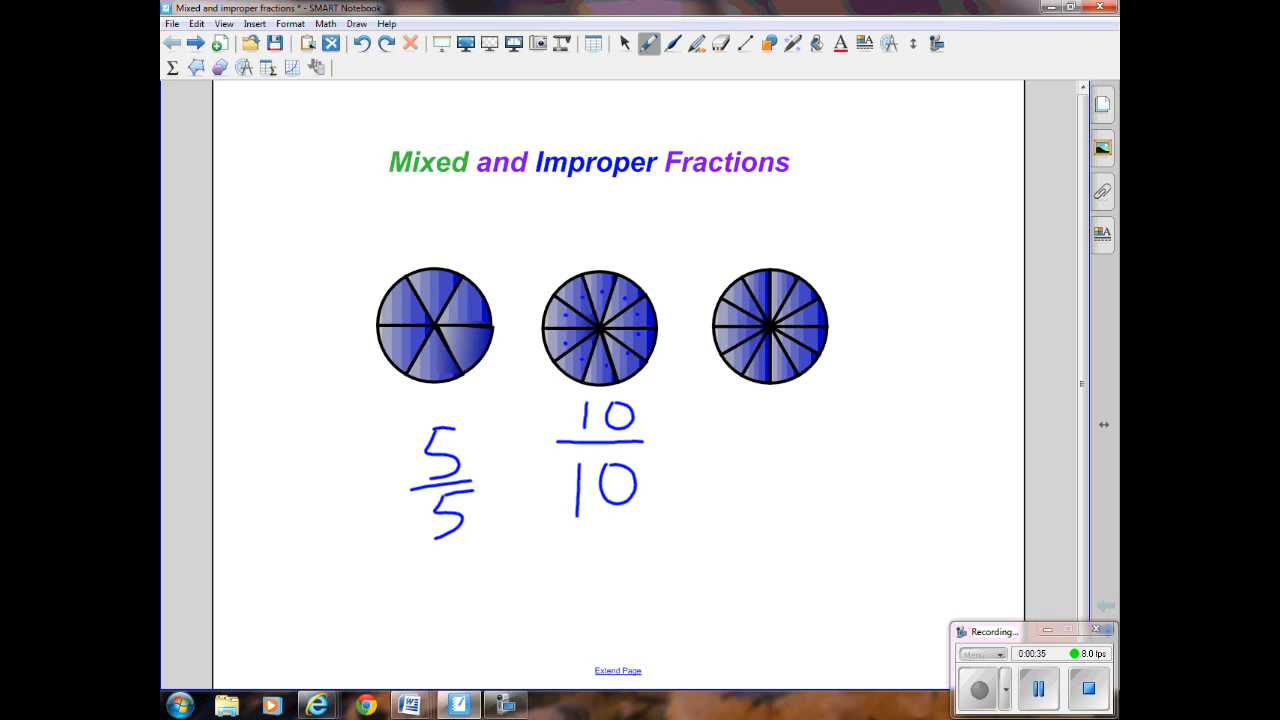 Mixed and improper fractions * - SMART Notebook
File Edit View Insert Format Math Draw Help
Mixed and Improper Fractions
5
5
10
10
Extend Page
Recording...
Menu 0:00:35 8.0 fps